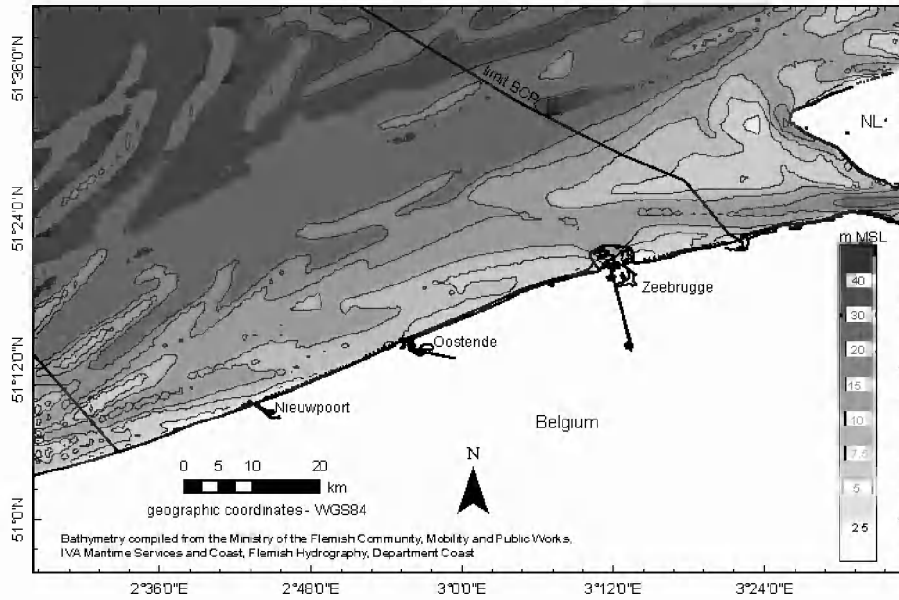 51°36'0"N
51°24'0"N
51°12'0"N
51°0'0"N
limit BCP
NL
m MSL
40
30
20
15
10
7.5
5
2.5
Zeebrugge
Oostende
Nieuwpoort
Belgium
N
0 5 10 20
km
geographic coordinates - WGS84
Bathymetry compiled from the Ministry of the Flemish Community, Mobility and Public Works,
IVA Maritime Services and Coast, Flemish Hydrography, Department Coast
2°36'0"E 2°48'0"E 3°0'0"E 3°12'0"E 3°24'0"E